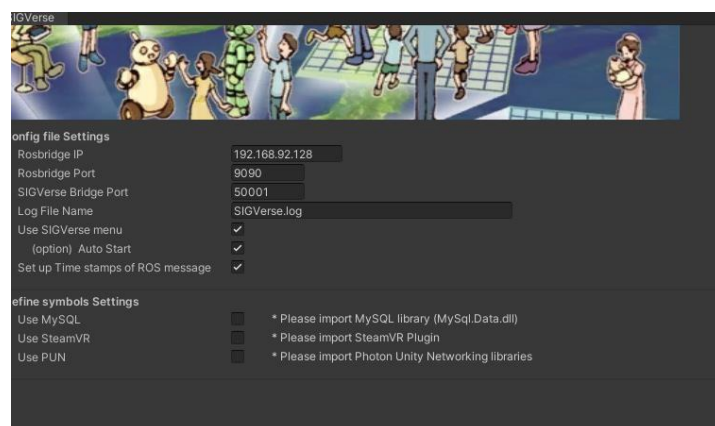 SIGVerse
onfig file Settings
Rosbridge IP 192.168.92.128
Rosbridge Port 9090
SIGVerse Bridge Port 50001
Log File Name SIGVerse.log
Use SIGVerse menu
(option) Auto Start
Set up Time stamps of ROS message
efine symbols Settings
Use MySQL * Please import MySQL library (MySql.Data.dll)
Use SteamVR * Please import SteamVR Plugin
Use PUN * Please import Photon Unity Networking libraries